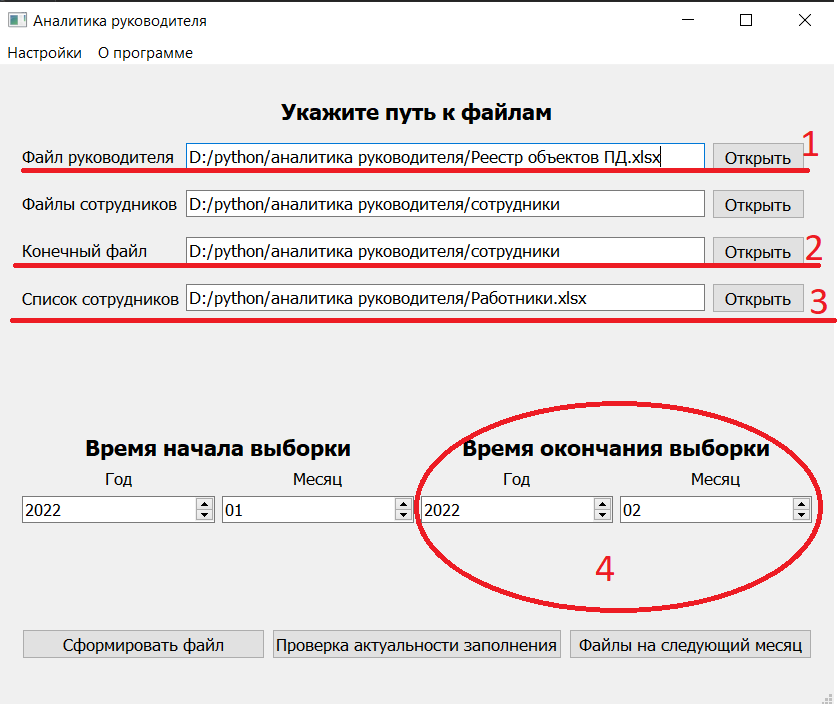 Аналитика руководителя
Настройки О программе
Укажите путь к файлам
Файл руководителя D:/python/аналитика руководителя/Реестр объектов ПД.xlsx Открыть 1
Файлы сотрудников D:/python/аналитика руководителя/сотрудники Открыть
Конечный файл D:/python/аналитика руководителя/сотрудники Открыть 2
Список сотрудников D:/python/аналитика руководителя/Работники.xlsx Открыть 3
Время начала выборки Время окончания выборки
Год Месяц Год Месяц
2022 01 2022 02
4
Сформировать файл Проверка актуальности заполнения Файлы на следующий месяц